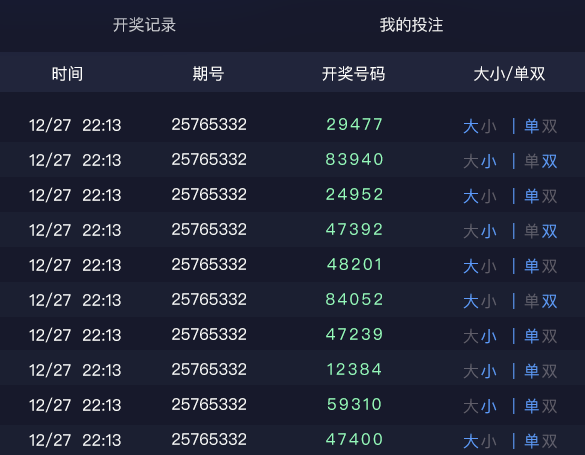 开奖记录 我的投注
时间 期号 开奖号码 大小/单双
12/27 22:13 25765332 29477 大小 | 单双
12/27 22:13 25765332 83940 大小 | 单双
12/27 22:13 25765332 24952 大小 | 单双
12/27 22:13 25765332 47392 大小 | 单双
12/27 22:13 25765332 48201 大小 | 单双
12/27 22:13 25765332 84052 大小 | 单双
12/27 22:13 25765332 47239 大小 | 单双
12/27 22:13 25765332 12384 大小 | 单双
12/27 22:13 25765332 59310 大小 | 单双
12/27 22:13 25765332 47400 大小 | 单双